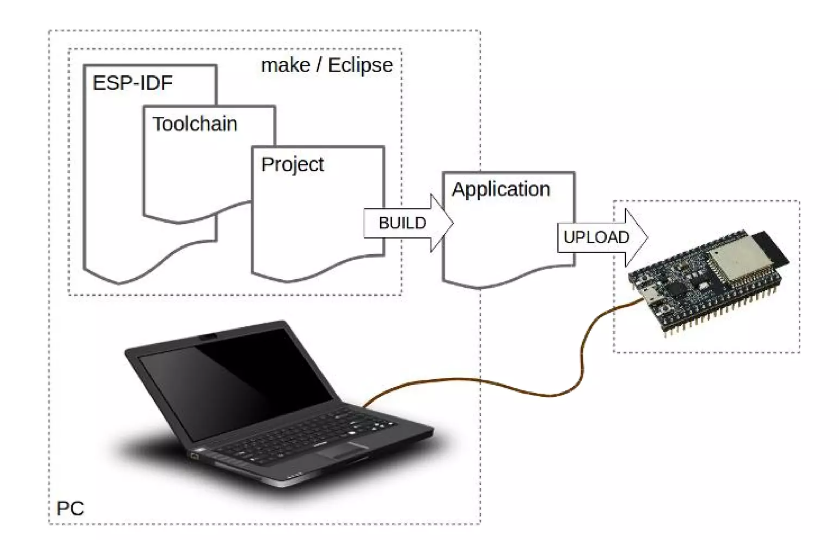 make / Eclipse
ESP-IDF
Toolchain
Project
BUILD
Application
UPLOAD
PC